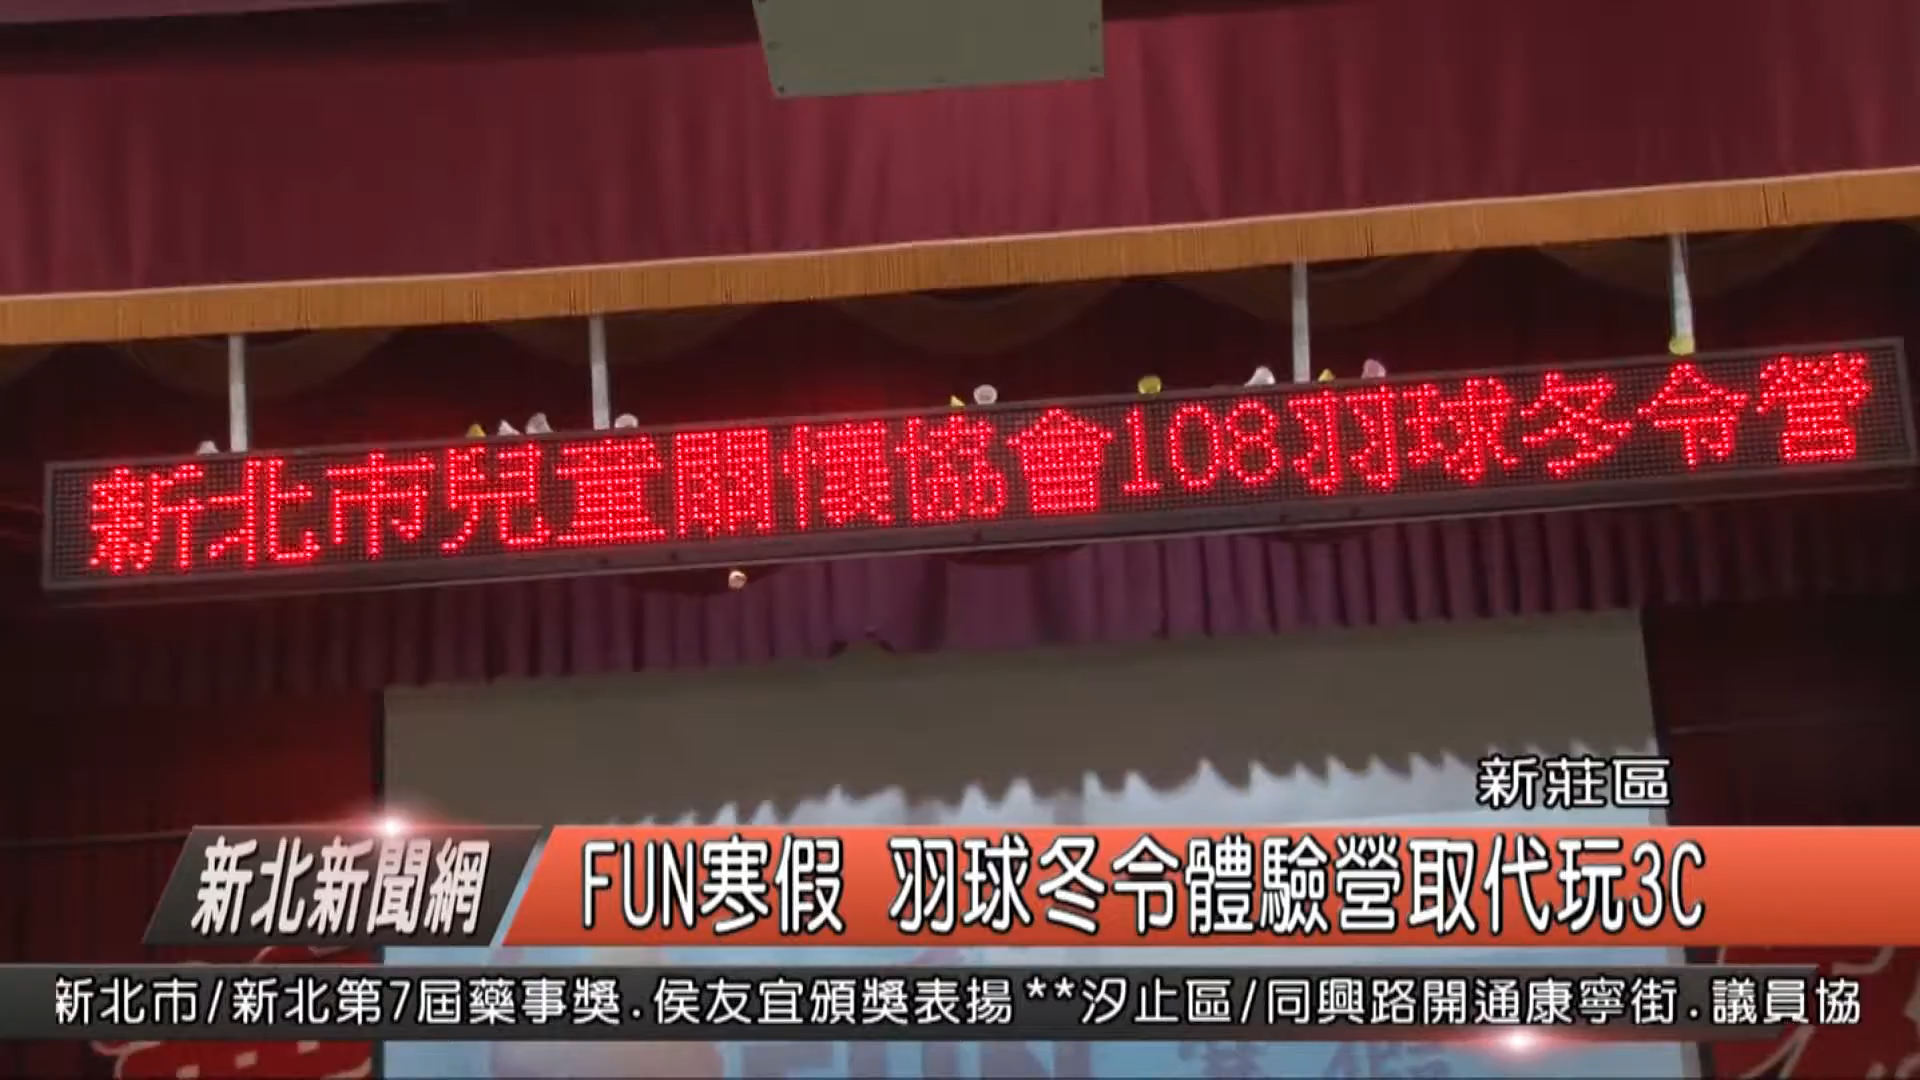 新北市兒童關懷協會108羽球冬令營
新莊區
新北新聞網
FUN寒假 羽球冬令體驗營取代玩3C
新北市/新北第7屆藥事獎.侯友宜頒獎表揚**汐止區/同興路開通康寧街.議員協